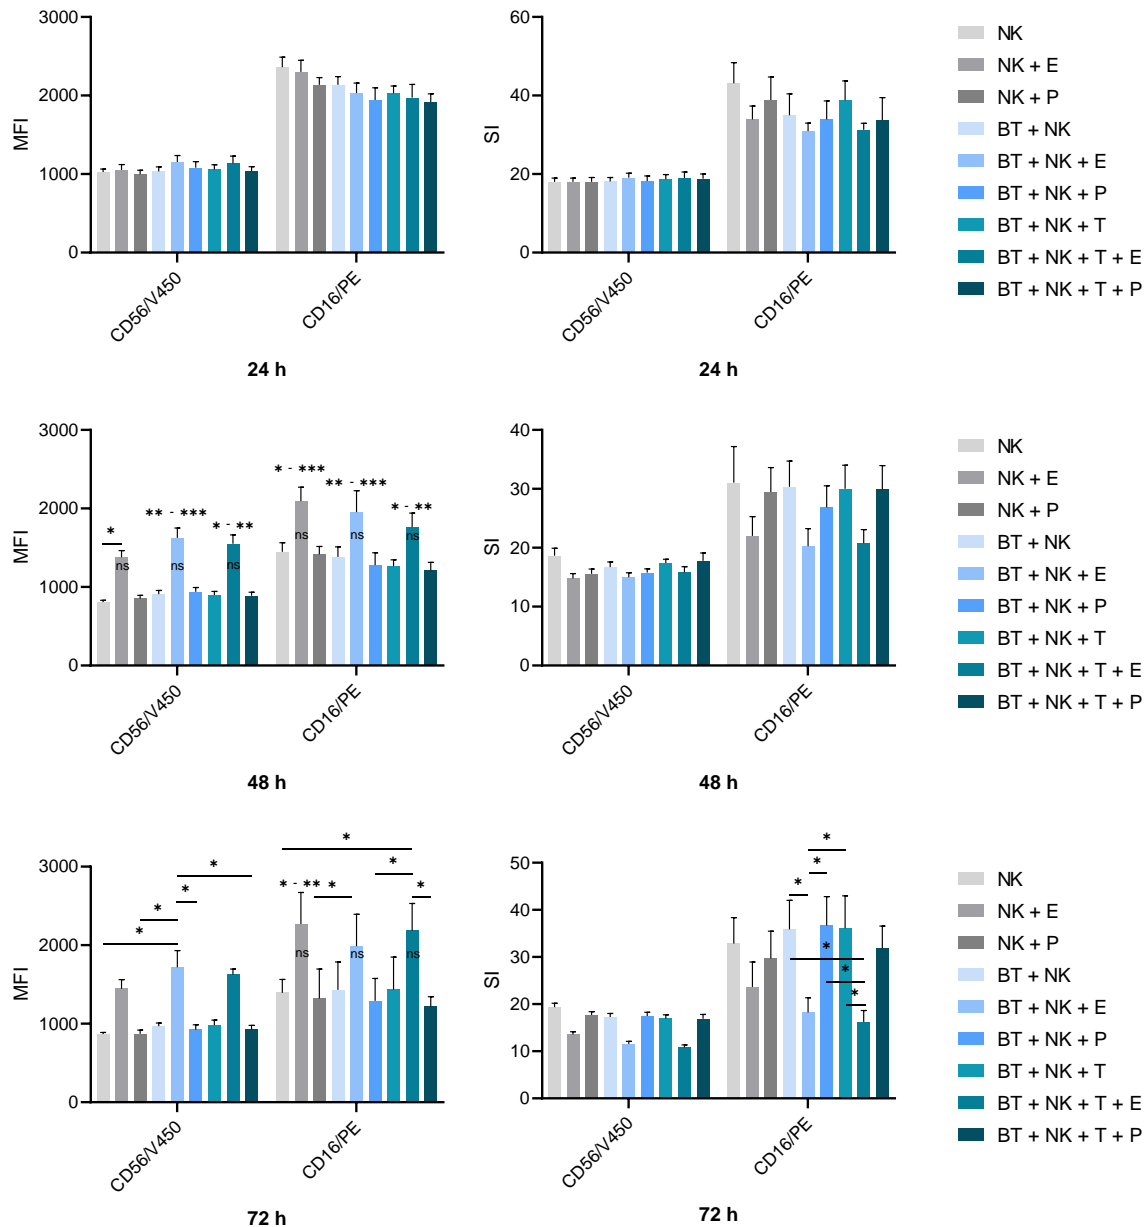 3000
2000
1000
0
MFI
CD56/V450
CD16/PE
24 h
60
40
20
0
SI
CD56/V450
CD16/PE
24 h
NK
NK + E
NK + P
BT + NK
BT + NK + E
BT + NK + P
BT + NK + T
BT + NK + T + E
BT + NK + T + P
3000
2000
1000
0
MFI
*
ns
** - ***
ns
* - **
ns
* - ***
ns
** - ***
ns
* - **
ns
CD56/V450
CD16/PE
48 h
40
30
20
10
0
SI
CD56/V450
CD16/PE
48 h
NK
NK + E
NK + P
BT + NK
BT + NK + E
BT + NK + P
BT + NK + T
BT + NK + T + E
BT + NK + T + P
3000
2000
1000
0
MFI
*
*
*
*
*
* - **
*
*
*
ns
ns
ns
CD56/V450
CD16/PE
72 h
50
40
30
20
10
0
SI
*
*
*
*
*
*
CD56/V450
CD16/PE
72 h
NK
NK + E
NK + P
BT + NK
BT + NK + E
BT + NK + P
BT + NK + T
BT + NK + T + E
BT + NK + T + P